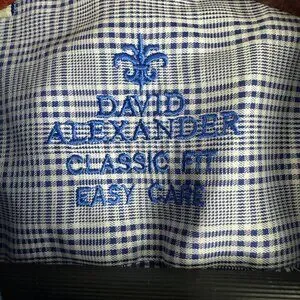 DAVID
ALEXANDER
CLASSIC FIT
EASY CARE